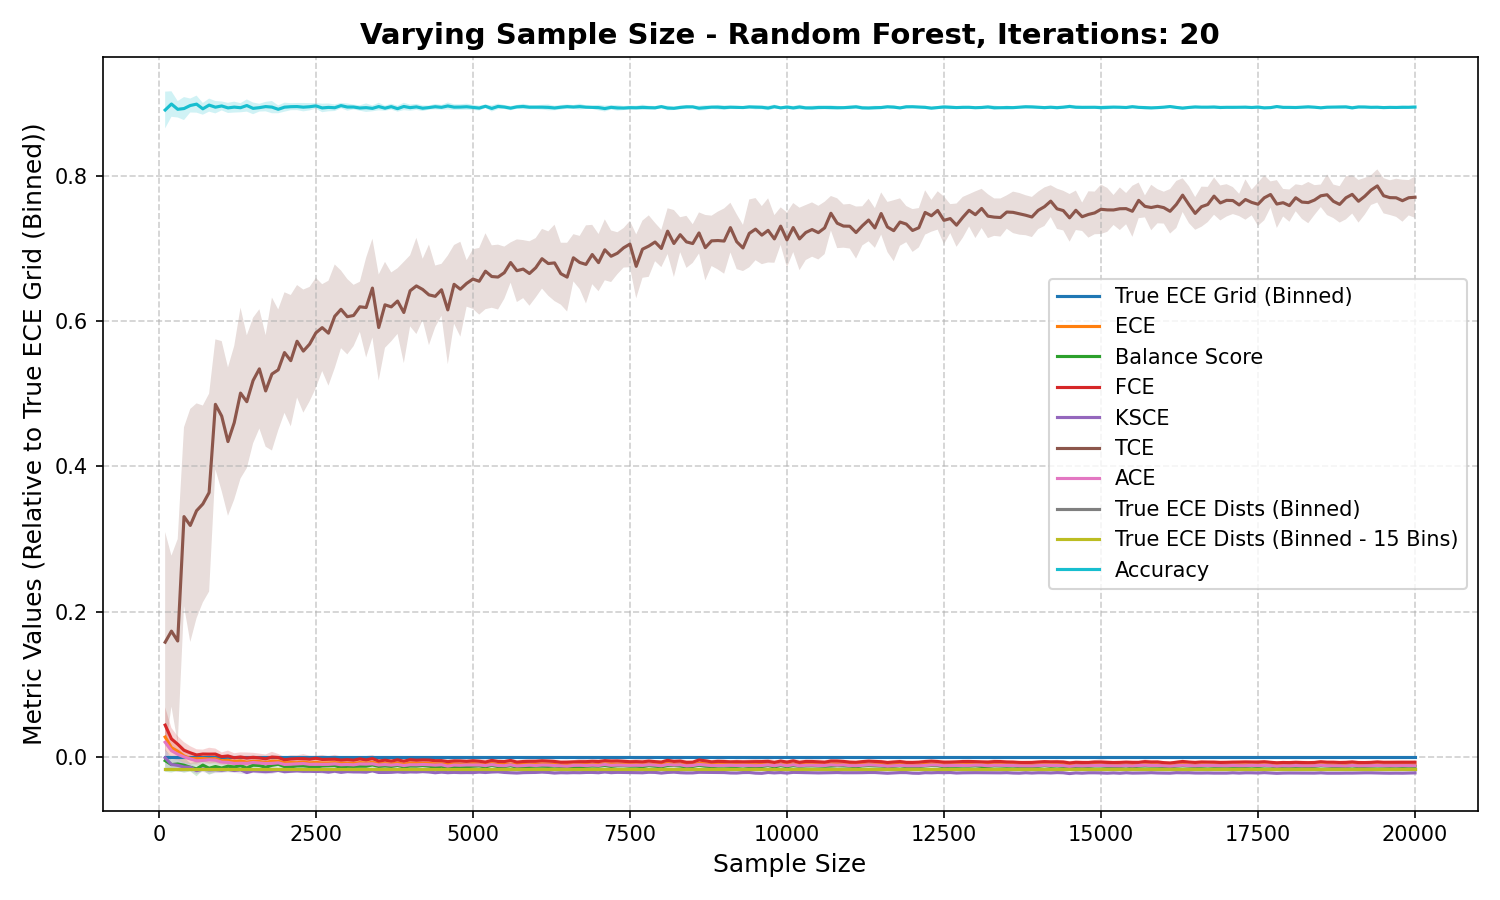 Varying Sample Size - Random Forest, Iterations: 20
Metric Values (Relative to True ECE Grid (Binned))
0.8
0.6
0.4
0.2
0.0
True ECE Grid (Binned)
ECE
Balance Score
FCE
KSCE
TCE
ACE
True ECE Dists (Binned)
True ECE Dists (Binned - 15 Bins)
Accuracy
0 2500 5000 7500 10000 12500 15000 17500 20000
Sample Size